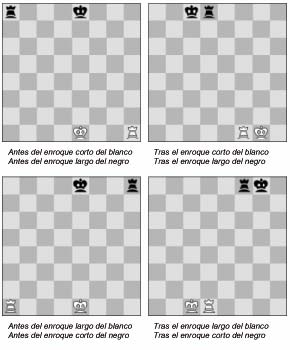 Antes del enroque corto del blanco
Antes del enroque largo del negro
Tras el enroque corto del blanco
Tras el enroque largo del negro
Antes del enroque largo del blanco
Antes del enroque corto del negro
Tras el enroque largo del blanco
Tras el enroque corto del negro